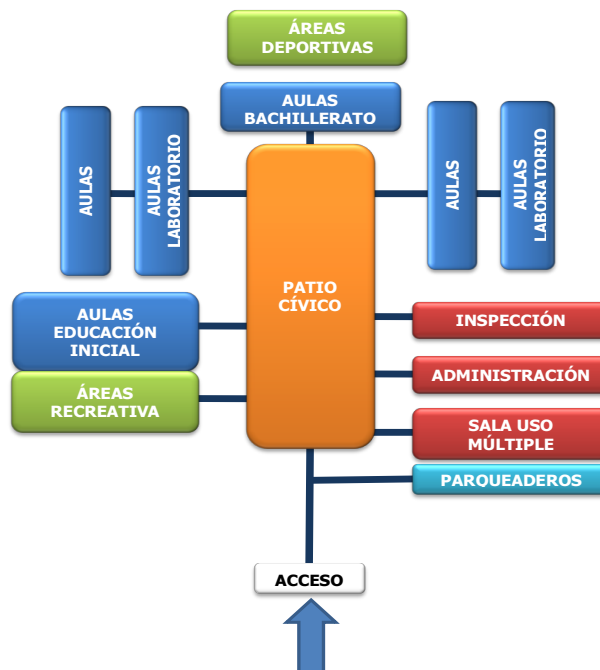 ÁREAS
DEPORTIVAS
AULAS
BACHILLERATO
AULAS
AULAS
LABORATORIO
AULAS
AULAS
LABORATORIO
PATIO
CÍVICO
AULAS
EDUCACIÓN
INICIAL
ÁREAS
RECREATIVA
INSPECCIÓN
ADMINISTRACIÓN
SALA USO
MÚLTIPLE
PARQUEADEROS
ACCESO